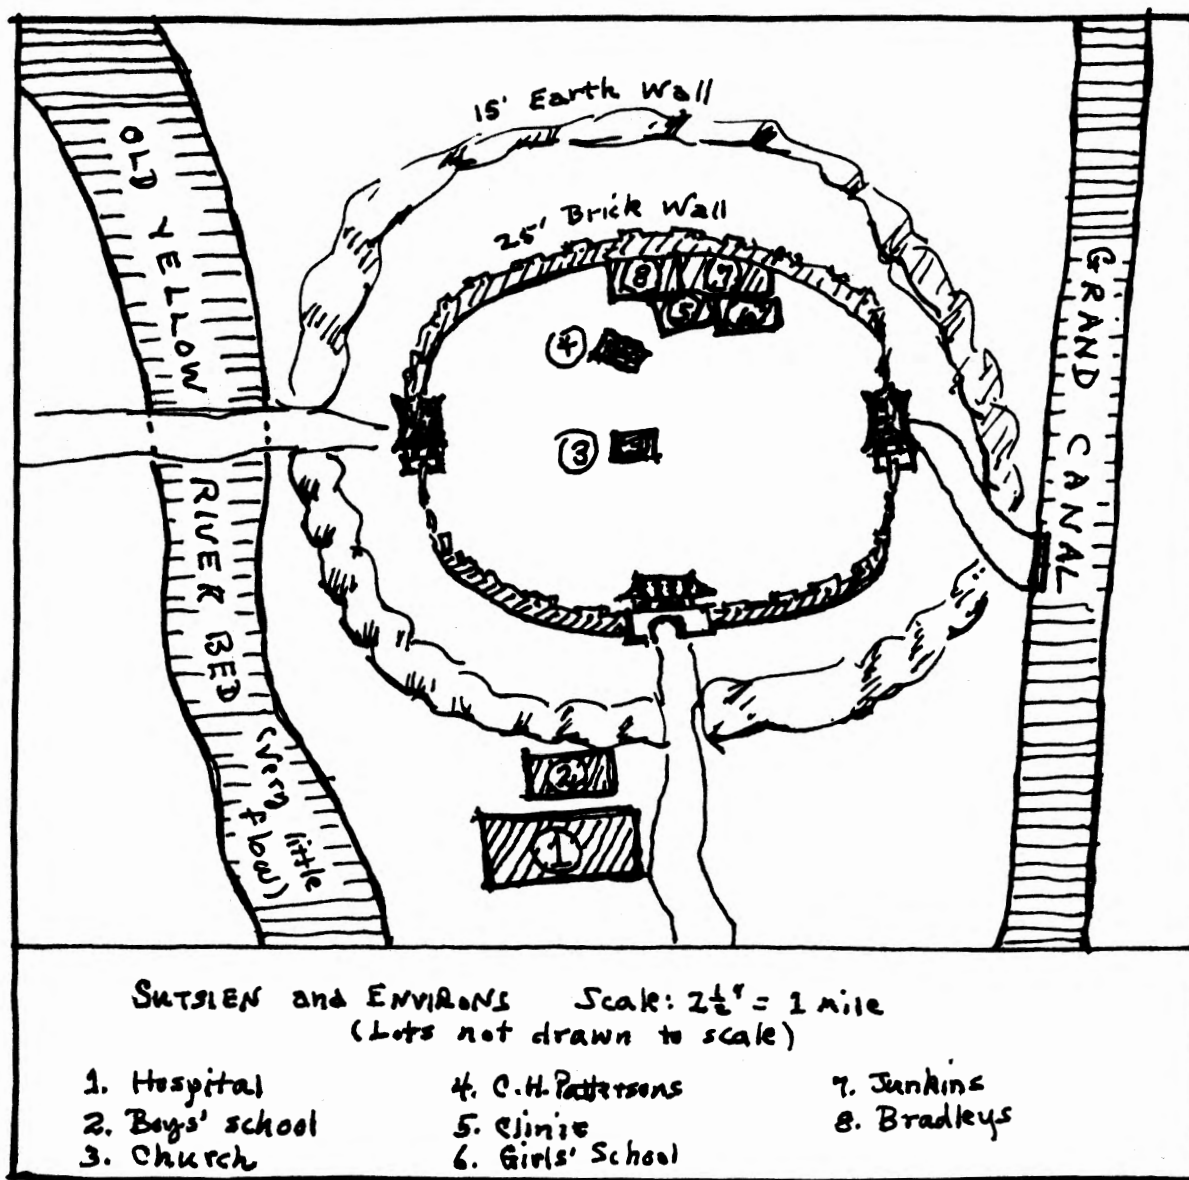 15' Earth Wall
25' Brick Wall
OLD YELLOW
RIVER BED
(very little
flow)
GRAND CANAL
8
7
5
4
3
2
1
SUTSIEN and ENVIRONS Scale: 2½" = 1 mile
(Lots not drawn to scale)
1. Hospital
2. Boys' school
3. Church
4. C.H. Pattersons
5. Clinic
6. Girls' School
7. Junkins
8. Bradleys